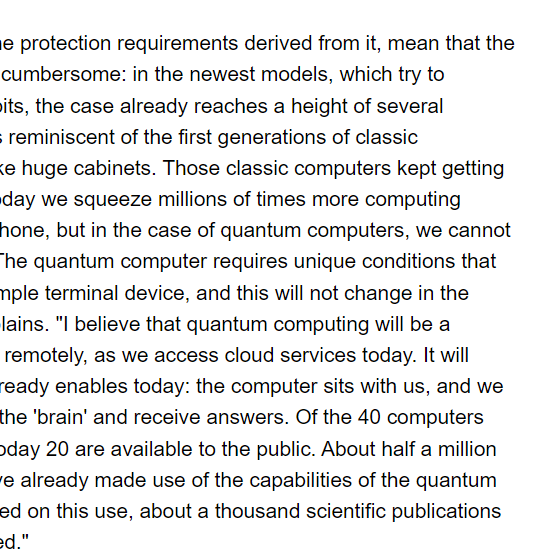 e protection requirements derived from it, mean that the
cumbersome: in the newest models, which try to
its, the case already reaches a height of several
s reminiscent of the first generations of classic
ke huge cabinets. Those classic computers kept getting
day we squeeze millions of times more computing
hone, but in the case of quantum computers, we cannot
The quantum computer requires unique conditions that
mple terminal device, and this will not change in the
lains. "I believe that quantum computing will be a
remotely, as we access cloud services today. It will
ready enables today: the computer sits with us, and we
the 'brain' and receive answers. Of the 40 computers
oday 20 are available to the public. About half a million
ve already made use of the capabilities of the quantum
ed on this use, about a thousand scientific publications
ed."